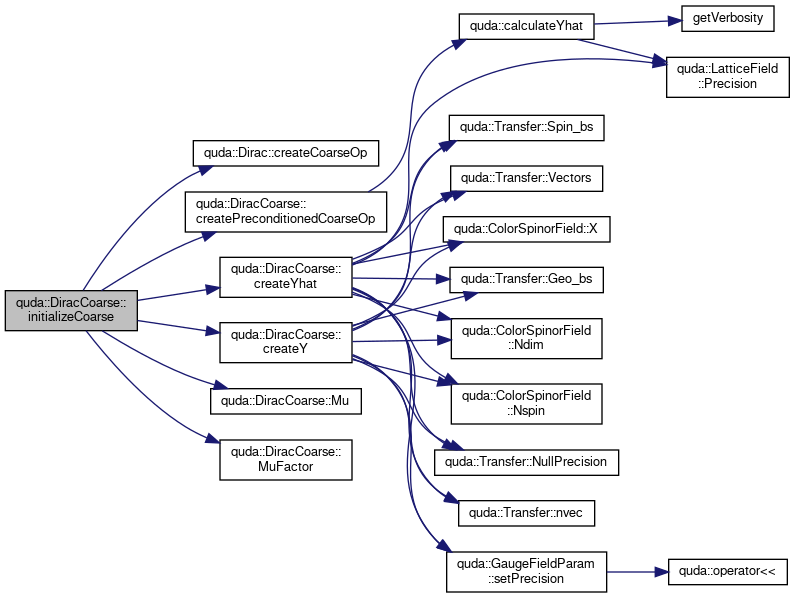 quda::DiracCoarse::
initializeCoarse
quda::Dirac::createCoarseOp
quda::DiracCoarse::
createPreconditionedCoarseOp
quda::DiracCoarse::
createYhat
quda::DiracCoarse::
createY
quda::DiracCoarse::Mu
quda::DiracCoarse::
MuFactor
quda::calculateYhat
quda::Transfer::Spin_bs
quda::Transfer::Vectors
quda::ColorSpinorField::X
quda::Transfer::Geo_bs
quda::ColorSpinorField
::Ndim
quda::ColorSpinorField
::Nspin
quda::Transfer::NullPrecision
quda::Transfer::nvec
quda::GaugeFieldParam
::setPrecision
getVerbosity
quda::LatticeField
::Precision
quda::operator<<